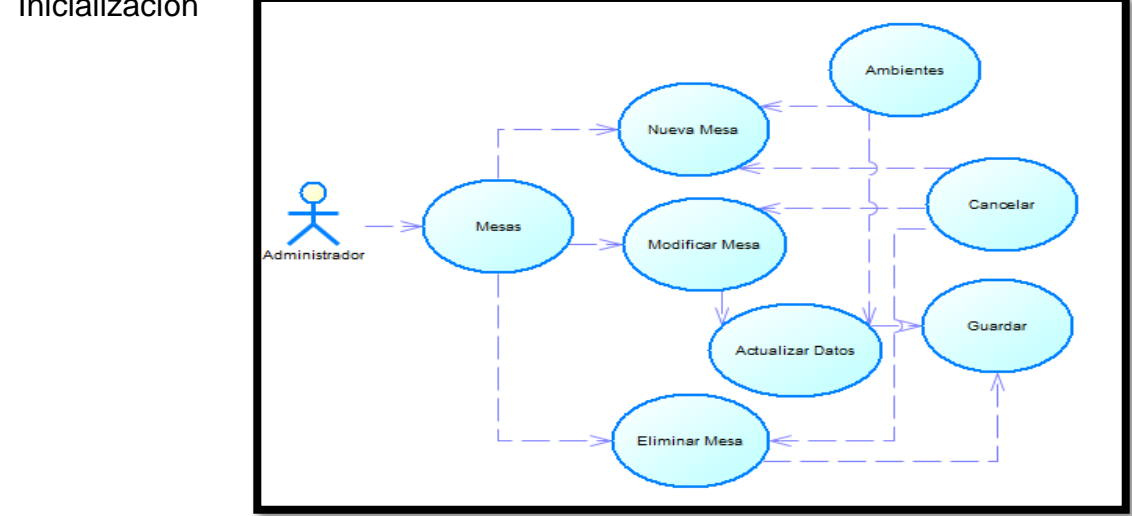 Inicialización
Ambientes
Nueva Mesa
Cancelar
Mesas
Modificar Mesa
Administrador
Guardar
Actualizar Datos
Eliminar Mesa